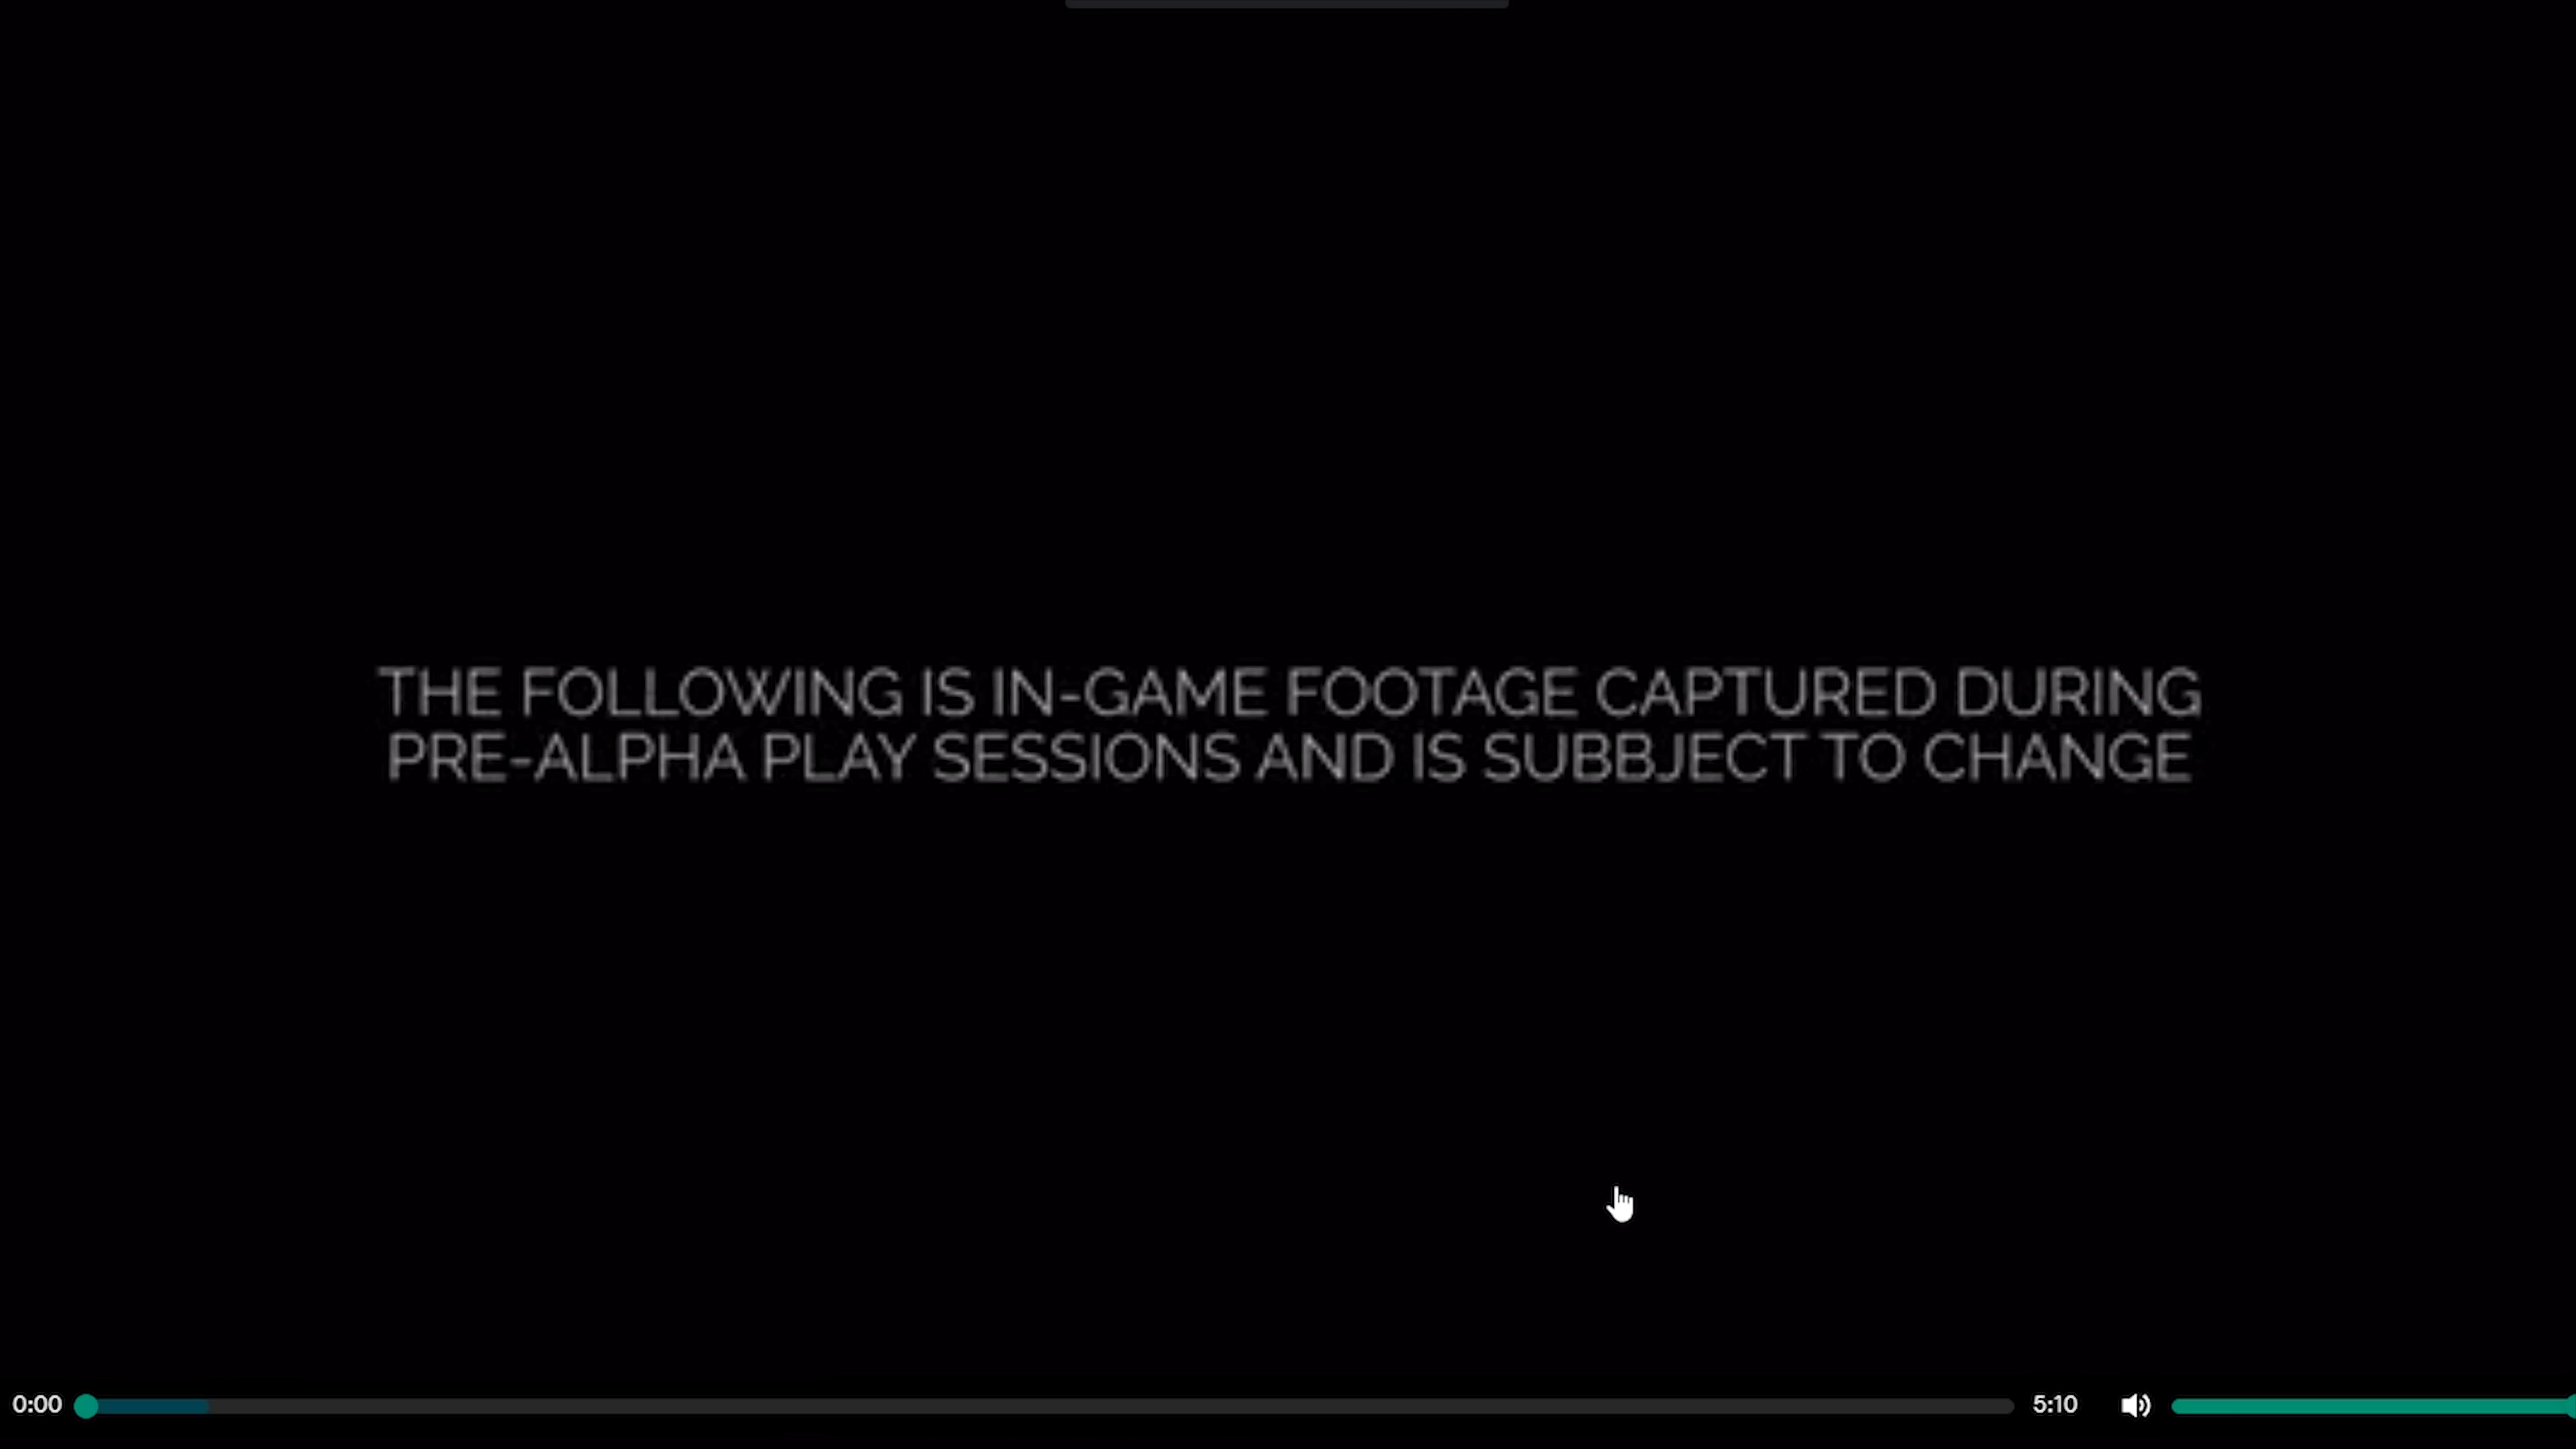 THE FOLLOWING IS IN-GAME FOOTAGE CAPTURED DURING
PRE-ALPHA PLAY SESSIONS AND IS SUBBJECT TO CHANGE
0:00 5:10